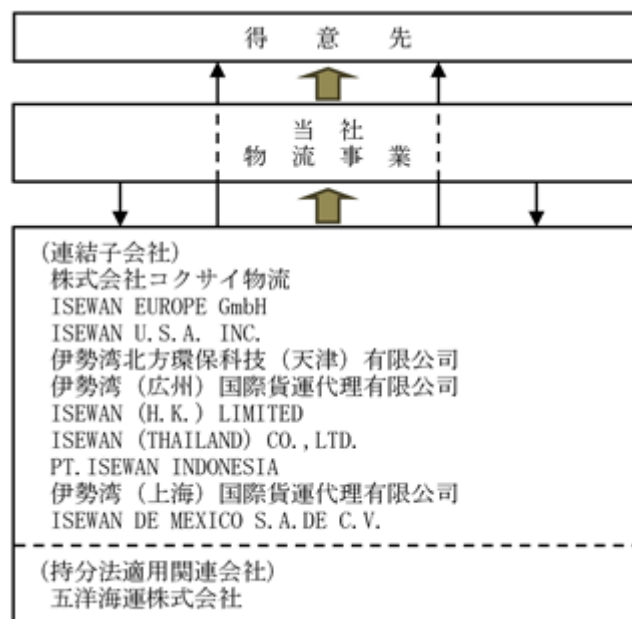 得意先
当社
物流事業
(連結子会社)
株式会社コクサイ物流
ISEWAN EUROPE GmbH
ISEWAN U.S.A. INC.
伊勢湾北方環保科技（天津）有限公司
伊勢湾（広州）国際貨運代理有限公司
ISEWAN (H.K.) LIMITED
ISEWAN (THAILAND) CO.,LTD.
PT.ISEWAN INDONESIA
伊勢湾（上海）国際貨運代理有限公司
ISEWAN DE MEXICO S.A.DE C.V.
(持分法適用関連会社)
五洋海運株式会社